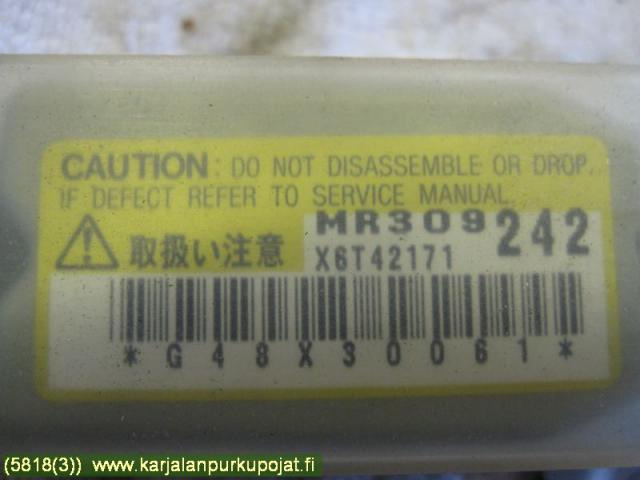 CAUTION: DO NOT DISASSEMBLE OR DROP.
IF DEFECT REFER TO SERVICE MANUAL.
取扱い注意
MR309242
X6T42171
*G48X30061*
(5818(3)) www.karjalanpurkupojat.fi